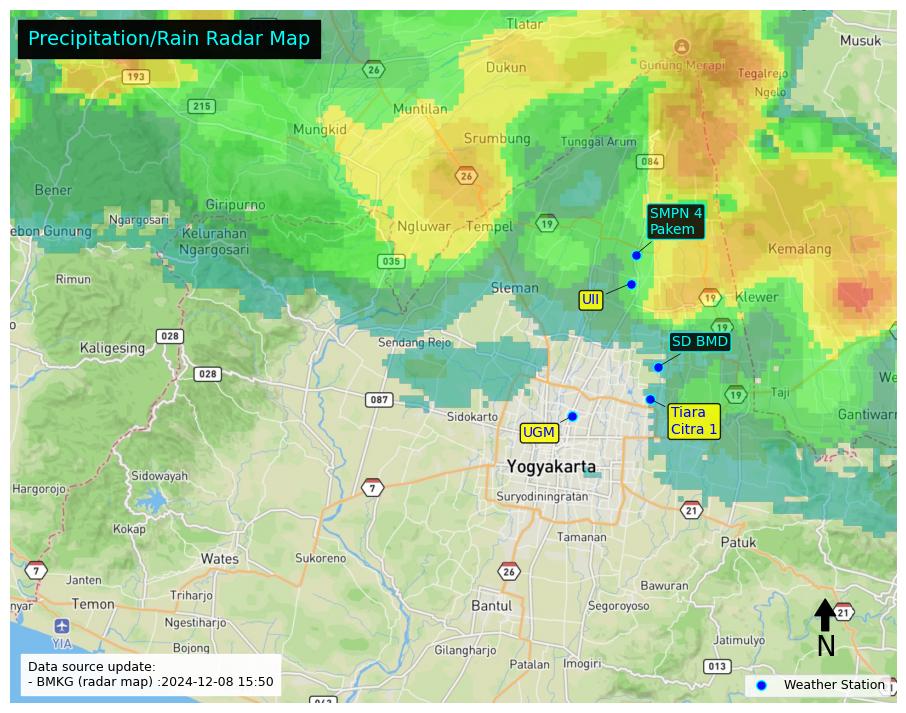 Precipitation/Rain Radar Map
Tlatar
Musuk
26
Dukun
Gunung Merapi
Tegalrejo
193
Ngelo
215
Muntilan
Mungkid
Srumbung
Tunggal Arum
084
26
Bener
Giripurno
Ngargosari
SMPN 4
Pakem
Ngluwar
Tempel
19
ebon Gunung
Kelurahan
Ngargosari
Kemalang
035
Rimun
UII
Sleman
19
Klewer
o
19
028
Kaligesing
Sendang Rejo
SD BMD
028
We
087
19
Taji
Sidokarto
Tiara
Citra 1
Gantiwarn
UGM
Yogyakarta
Sidowayah
Hargorojo
7
Suryodiningratan
21
Kokap
Tamanan
Patuk
Wates
Sukoreno
7
26
Janten
Bawuran
Triharjo
nyar
Temon
Bantul
Segoroyoso
21
Ngestiharjo
YIA
N
Jatimulyo
Bojong
Gilangharjo
Patalan
Imogiri
013
Data source update:
- BMKG (radar map) :2024-12-08 15:50
Weather Station